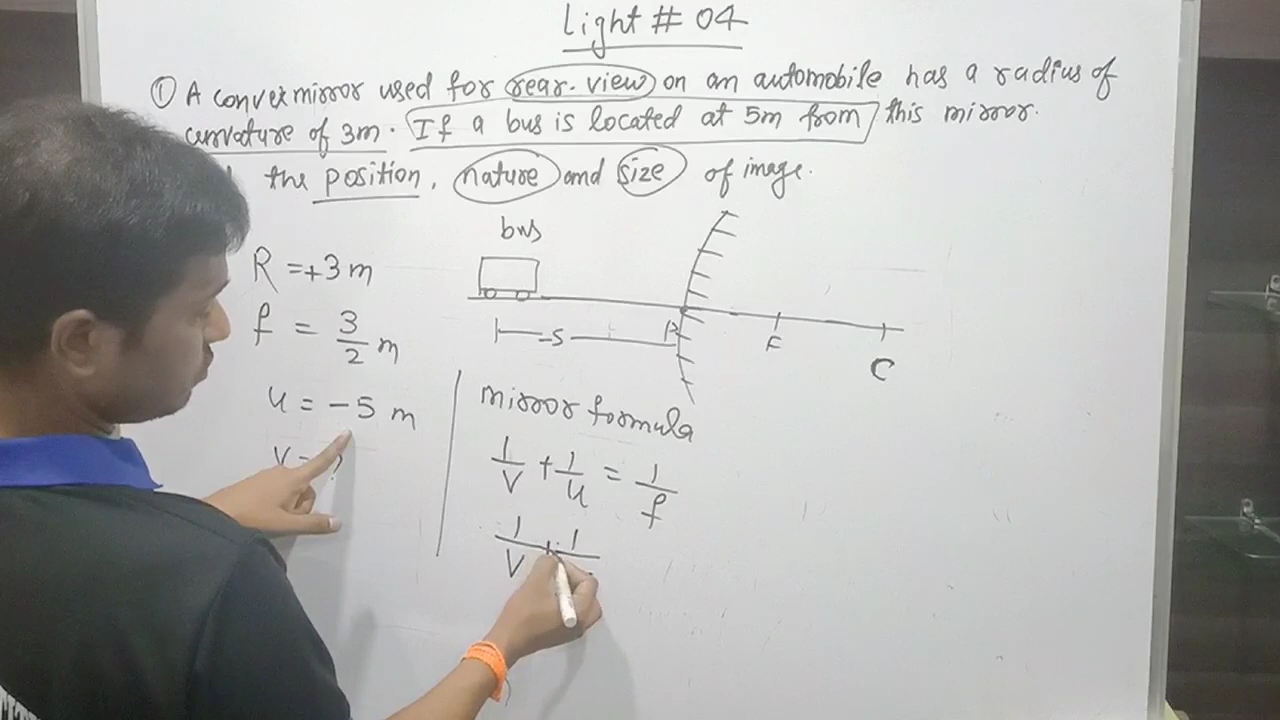 Light # 04
① A convex mirror used for rear-view on an automobile has a radius of
curvature of 3m. If a bus is located at 5m from this mirror.
the position, nature and size of image.
bus
R = +3 m
f = 3/2 m
u = -5 m
v = ?
-5
P
F
C
mirror formula
1/v + 1/u = 1/f
1/v + 1